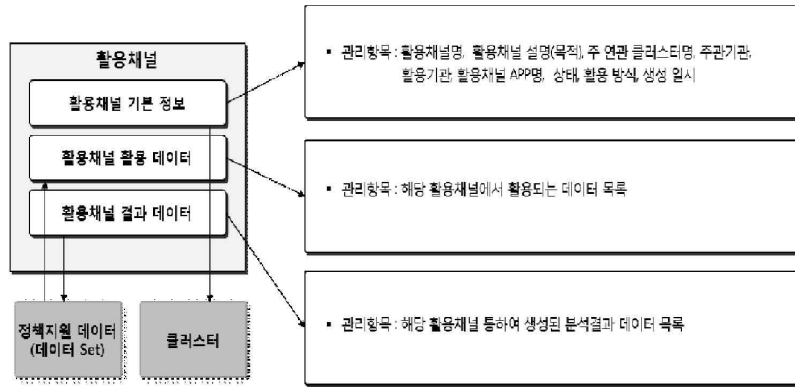 활용채널
활용채널 기본 정보
활용채널 활용 데이터
활용채널 결과 데이터
정책지원 데이터
(데이터 Set)
클러스터
▪ 관리항목 : 활용채널명, 활용채널 설명(목적), 주 연관 클러스터명, 주관기관,
활용기관, 활용채널 APP명, 상태, 활용 방식, 생성 일시
▪ 관리항목 : 해당 활용채널에서 활용되는 데이터 목록
▪ 관리항목 : 해당 활용채널 통하여 생성된 분석결과 데이터 목록